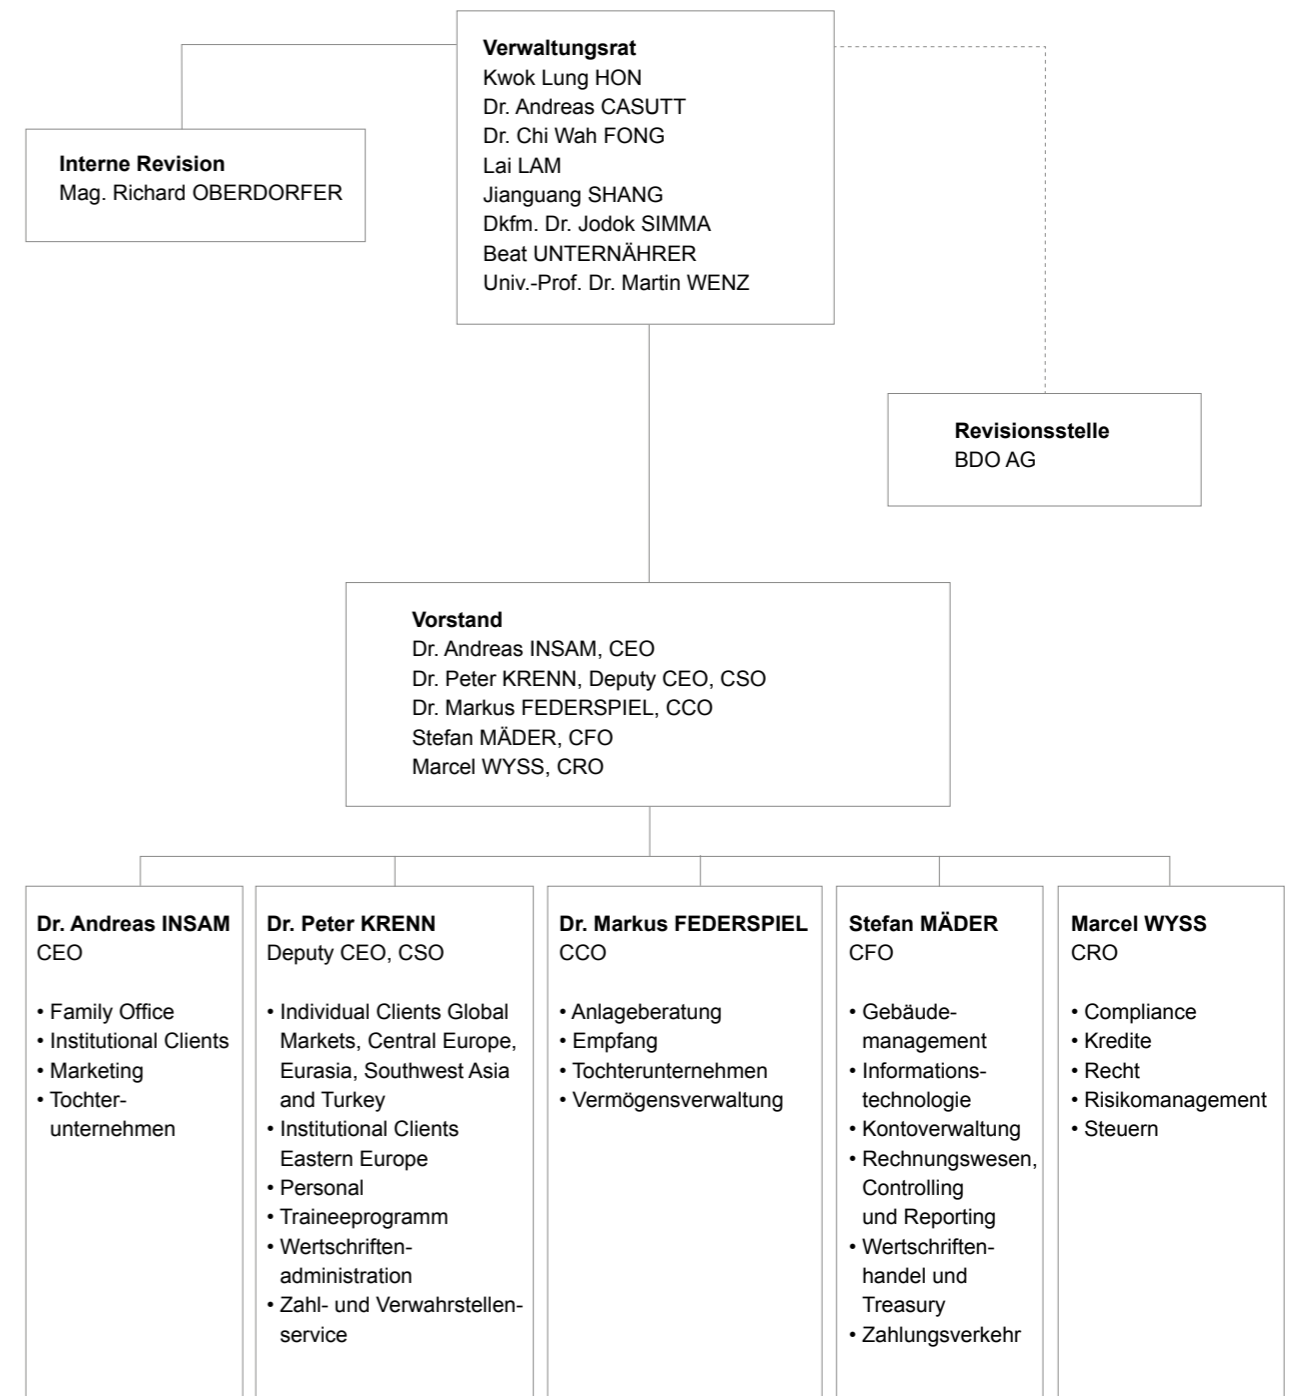 Verwaltungsrat
Kwok Lung HON
Dr. Andreas CASUTT
Dr. Chi Wah FONG
Lai LAM
Jianguang SHANG
Dkfm. Dr. Jodok SIMMA
Beat UNTERNÄHRER
Univ.-Prof. Dr. Martin WENZ
Interne Revision
Mag. Richard OBERDORFER
Revisionsstelle
BDO AG
Vorstand
Dr. Andreas INSAM, CEO
Dr. Peter KRENN, Deputy CEO, CSO
Dr. Markus FEDERSPIEL, CCO
Stefan MÄDER, CFO
Marcel WYSS, CRO
Dr. Andreas INSAM
CEO
• Family Office
• Institutional Clients
• Marketing
• Tochter-
unternehmen
Dr. Peter KRENN
Deputy CEO, CSO
• Individual Clients Global
Markets, Central Europe,
Eurasia, Southwest Asia
and Turkey
• Institutional Clients
Eastern Europe
• Personal
• Traineeprogramm
• Wertschriften-
administration
• Zahl- und Verwahrstellen-
service
Dr. Markus FEDERSPIEL
CCO
• Anlageberatung
• Empfang
• Tochterunternehmen
• Vermögensverwaltung
Stefan MÄDER
CFO
• Gebäude-
management
• Informations-
technologie
• Kontoverwaltung
• Rechnungswesen,
Controlling
und Reporting
• Wertschriften-
handel und
Treasury
• Zahlungsverkehr
Marcel WYSS
CRO
• Compliance
• Kredite
• Recht
• Risikomanagement
• Steuern